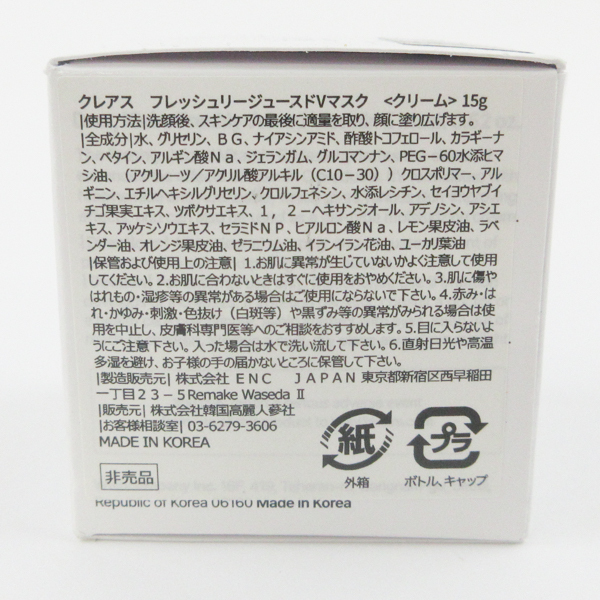 クレアス　フレッシュリージュースドVマスク　<クリーム> 15g
|使用方法|洗顔後、スキンケアの最後に適量を取り、顔に塗り広げます。
|全成分|水、グリセリン、ＢＧ、ナイアシンアミド、酢酸トコフェロール、カラギーナ
ン、ベタイン、アルギン酸Ｎａ、ジェランガム、グルコマンナン、PEG－60水添ヒマ
シ油、（アクリルーツ／アクリル酸アルキル（C10－30））クロスポリマー、アル
ギニン、エチルヘキシルグリセリン、クロルフェネシン、水添レシチン、セイヨウヤブイ
チゴ果実エキス、ツボクサエキス、１，２－ヘキサンジオール、アデノシン、アシエ
キス、アッケシソウエキス、セラミドＮＰ、ヒアルロン酸Ｎａ、レモン果皮油、ラベ
ンダー油、オレンジ果皮油、ゼラニウム油、イランイラン花油、ユーカリ葉油
|保管および使用上の注意| 1.お肌に異常が生じていないかよく注意して使用
してください。2.お肌に合わないときはすぐに使用をおやめください。3.肌に傷や
はれもの・湿疹等の異常がある場合はご使用にならないで下さい。4.赤み・は
れ・かゆみ・刺激・色抜け（白斑等）や黒ずみ等の異常がみられる場合は使用
を中止し、皮膚科専門医等へのご相談をおすすめします。5.目に入らないよう
にご注意下さい。入った場合は水で洗い流して下さい。6.直射日光や高温
多湿を避け、お子様の手の届かないところに保管して下さい。
|製造販売元| 株式会社ＥＮＣ　ＪＡＰＡＮ 東京都新宿区西早稲田
一丁目２３－５Remake Waseda Ⅱ
|販売元| 株式会社韓国高麗人参社
|お客様相談室| 03-6279-3606
MADE IN KOREA
紙
外箱
プラ
ボトル、キャップ
非売品
Republic of Korea 06160 Made in Korea